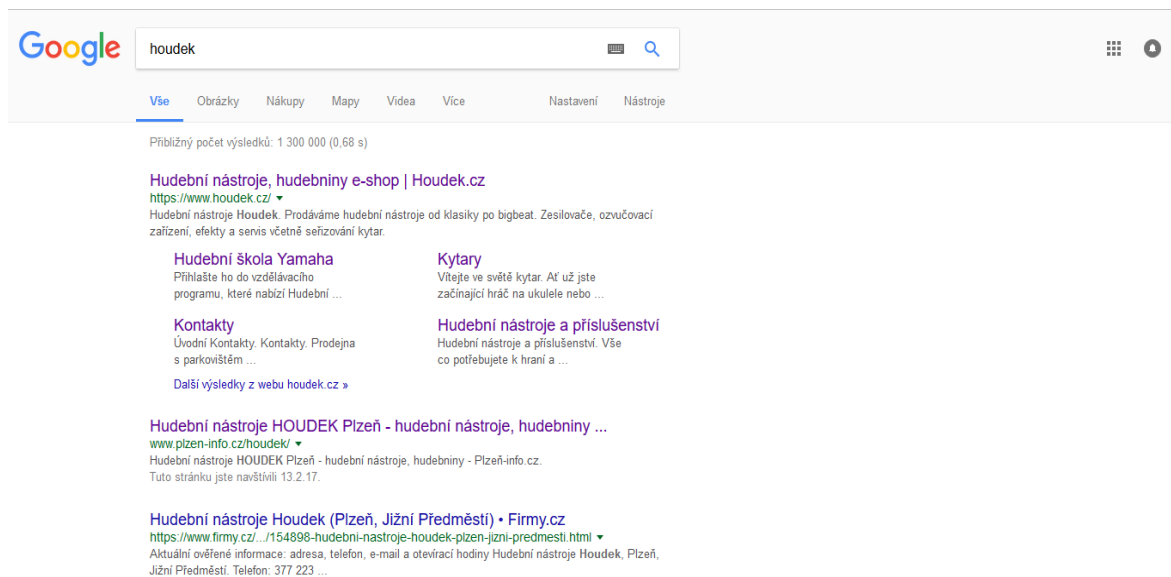 Google
houdek
Vše Obrázky Nákupy Mapy Videa Více Nastavení Nástroje
Přibližný počet výsledků: 1 300 000 (0,68 s)
Hudební nástroje, hudebniny e-shop | Houdek.cz
https://www.houdek.cz/
Hudební nástroje Houdek. Prodáváme hudební nástroje od klasiky po bigbeat. Zesilovače, ozvučovací
zařízení, efekty a servis včetně seřizování kytar.
Hudební škola Yamaha
Přihlašte ho do vzdělávacího
programu, které nabízí Hudební ...
Kytary
Vítejte ve světě kytar. Ať už jste
začínající hráč na ukulele nebo ...
Kontakty
Úvodní Kontakty. Kontakty. Prodejna
s parkovištěm ...
Hudební nástroje a příslušenství
Hudební nástroje a příslušenství. Vše
co potřebujete k hraní a ...
Další výsledky z webu houdek.cz »
Hudební nástroje HOUDEK Plzeň - hudební nástroje, hudebniny ...
www.plzen-info.cz/houdek/
Hudební nástroje HOUDEK Plzeň - hudební nástroje, hudebniny - Plzeň-info.cz.
Tuto stránku jste navštívili 13.2.17.
Hudební nástroje Houdek (Plzeň, Jižní Předměstí) • Firmy.cz
https://www.firmy.cz/.../154898-hudebni-nastroje-houdek-plzen-jizni-predmesti.html
Aktuální ověřené informace: adresa, telefon, e-mail a otevírací hodiny Hudební nástroje Houdek, Plzeň,
Jižní Předměstí. Telefon: 377 223 ...